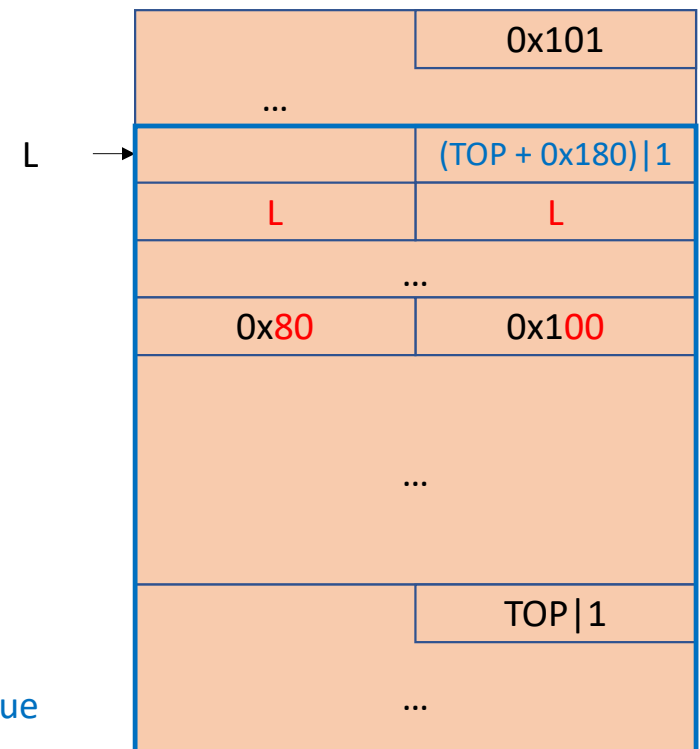 0x101
...
L
(TOP + 0x180)|1
L L
...
0x80 0x100
...
TOP|1
ue
...